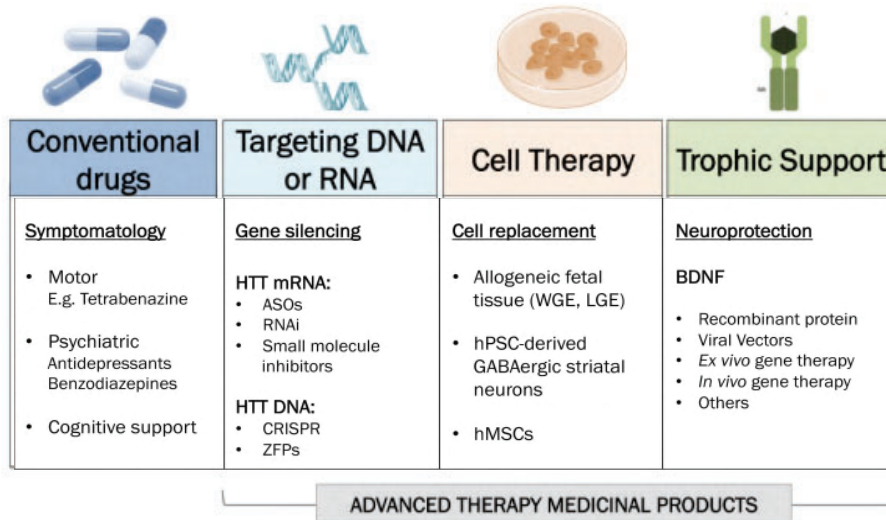 Conventional
drugs
Targeting DNA
or RNA
Cell Therapy
Trophic Support
Symptomatology
• Motor
E.g. Tetrabenazine
• Psychiatric
Antidepressants
Benzodiazepines
• Cognitive support
Gene silencing
HTT mRNA:
• ASOs
• RNAi
• Small molecule
inhibitors
HTT DNA:
• CRISPR
• ZFPs
Cell replacement
• Allogeneic fetal
tissue (WGE, LGE)
• hPSC-derived
GABAergic striatal
neurons
• hMSCs
Neuroprotection
BDNF
• Recombinant protein
• Viral Vectors
• Ex vivo gene therapy
• In vivo gene therapy
• Others
ADVANCED THERAPY MEDICINAL PRODUCTS